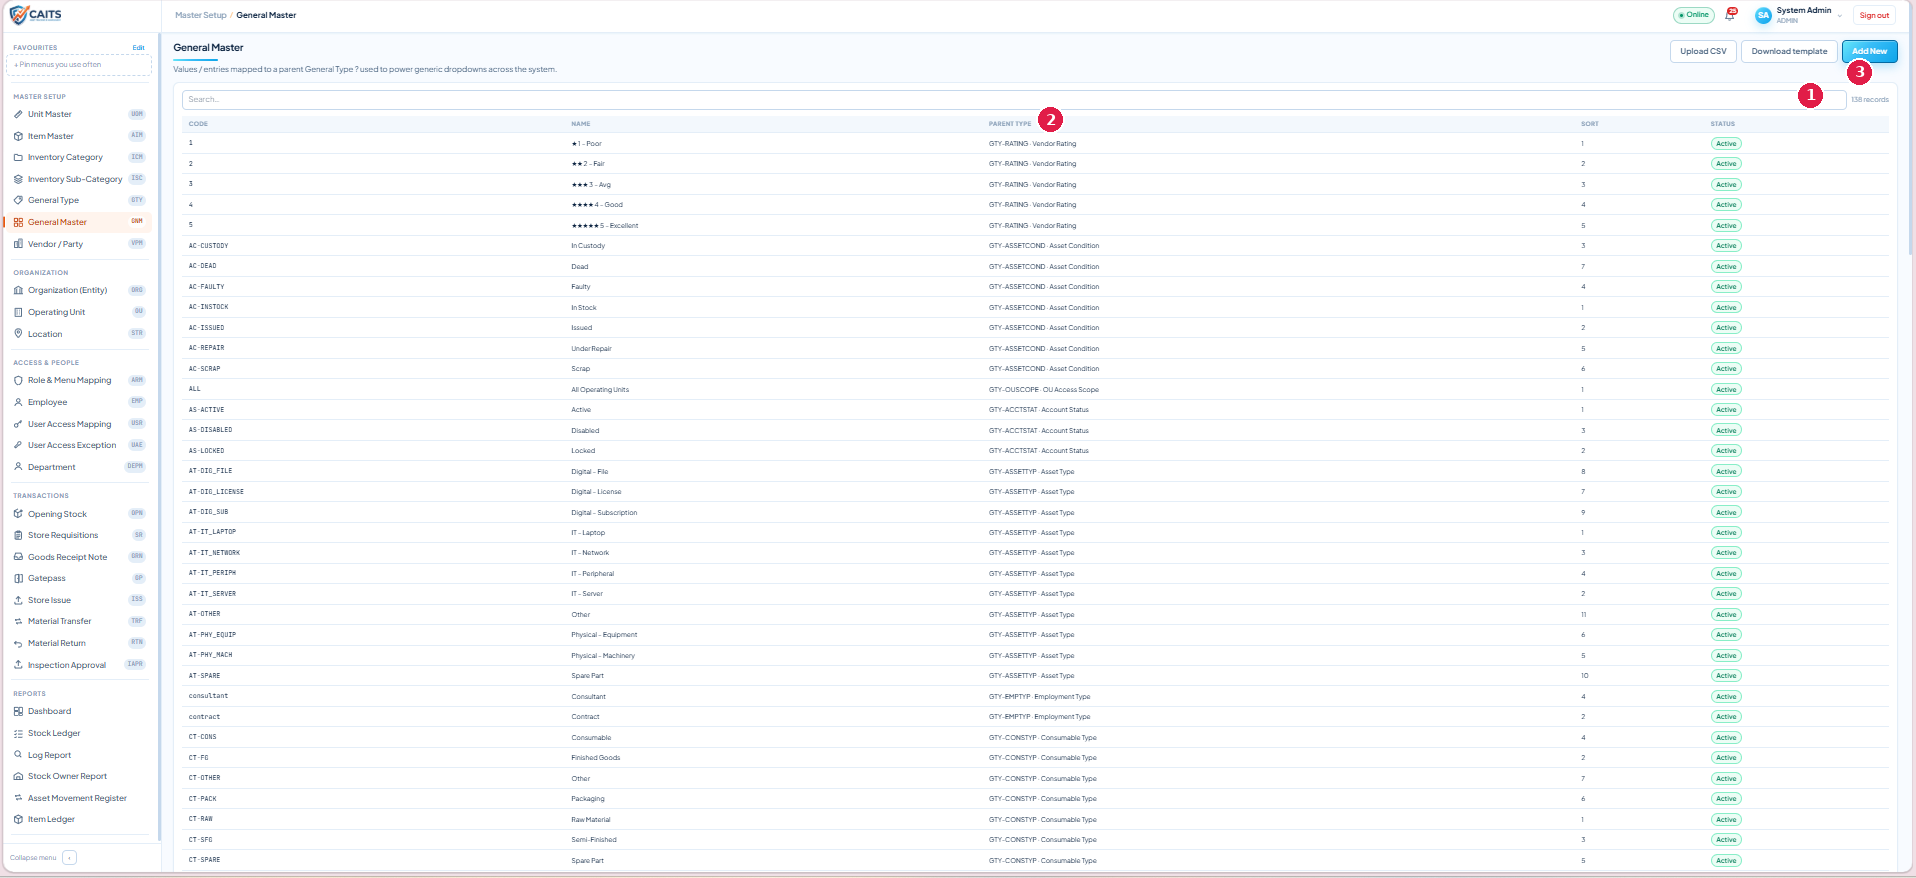 CAITS
Master Setup / General Master
Online
25
SA
System Admin
ADMIN
Sign out
FAVOURITES Edit
+ Pin menus you use often
MASTER SETUP
Unit Master UOM
Item Master AIM
Inventory Category ICM
Inventory Sub-Category ISC
General Type GTY
General Master GNM
Vendor / Party VPM
ORGANIZATION
Organization (Entity) ORG
Operating Unit OU
Location STR
ACCESS & PEOPLE
Role & Menu Mapping ARM
Employee EMP
User Access Mapping USR
User Access Exception UAE
Department DEPM
TRANSACTIONS
Opening Stock OPN
Store Requisitions SR
Goods Receipt Note GRN
Gatepass GP
Store Issue ISS
Material Transfer TRF
Material Return RTN
Inspection Approval IAPR
REPORTS
Dashboard
Stock Ledger
Log Report
Stock Owner Report
Asset Movement Register
Item Ledger
Collapse menu
General Master
Values / entries mapped to a parent General Type ? used to power generic dropdowns across the system.
Upload CSV
Download template
Add New
3
Search...
1
138 records
CODE NAME PARENT TYPE 2 SORT STATUS
1 ★ 1 - Poor GTY-RATING · Vendor Rating 1 Active
2 ★★ 2 - Fair GTY-RATING · Vendor Rating 2 Active
3 ★★★ 3 - Avg GTY-RATING · Vendor Rating 3 Active
4 ★★★★ 4 - Good GTY-RATING · Vendor Rating 4 Active
5 ★★★★★ 5 - Excellent GTY-RATING · Vendor Rating 5 Active
AC-CUSTODY In Custody GTY-ASSETCOND · Asset Condition 3 Active
AC-DEAD Dead GTY-ASSETCOND · Asset Condition 7 Active
AC-FAULTY Faulty GTY-ASSETCOND · Asset Condition 4 Active
AC-INSTOCK In Stock GTY-ASSETCOND · Asset Condition 1 Active
AC-ISSUED Issued GTY-ASSETCOND · Asset Condition 2 Active
AC-REPAIR Under Repair GTY-ASSETCOND · Asset Condition 5 Active
AC-SCRAP Scrap GTY-ASSETCOND · Asset Condition 6 Active
ALL All Operating Units GTY-OUSCOPE · OU Access Scope 1 Active
AS-ACTIVE Active GTY-ACCTSTAT · Account Status 1 Active
AS-DISABLED Disabled GTY-ACCTSTAT · Account Status 3 Active
AS-LOCKED Locked GTY-ACCTSTAT · Account Status 2 Active
AT-DIG_FILE Digital - File GTY-ASSETTYP · Asset Type 8 Active
AT-DIG_LICENSE Digital - License GTY-ASSETTYP · Asset Type 7 Active
AT-DIG_SUB Digital - Subscription GTY-ASSETTYP · Asset Type 9 Active
AT-IT_LAPTOP IT - Laptop GTY-ASSETTYP · Asset Type 1 Active
AT-IT_NETWORK IT - Network GTY-ASSETTYP · Asset Type 3 Active
AT-IT_PERIPH IT - Peripheral GTY-ASSETTYP · Asset Type 4 Active
AT-IT_SERVER IT - Server GTY-ASSETTYP · Asset Type 2 Active
AT-OTHER Other GTY-ASSETTYP · Asset Type 11 Active
AT-PHY_EQUIP Physical - Equipment GTY-ASSETTYP · Asset Type 6 Active
AT-PHY_MACH Physical - Machinery GTY-ASSETTYP · Asset Type 5 Active
AT-SPARE Spare Part GTY-ASSETTYP · Asset Type 10 Active
consultant Consultant GTY-EMPTYP · Employment Type 4 Active
contract Contract GTY-EMPTYP · Employment Type 2 Active
CT-CONS Consumable GTY-CONSTYP · Consumable Type 4 Active
CT-FG Finished Goods GTY-CONSTYP · Consumable Type 2 Active
CT-OTHER Other GTY-CONSTYP · Consumable Type 7 Active
CT-PACK Packaging GTY-CONSTYP · Consumable Type 6 Active
CT-RAW Raw Material GTY-CONSTYP · Consumable Type 1 Active
CT-SFG Semi-Finished GTY-CONSTYP · Consumable Type 3 Active
CT-SPARE Spare Part GTY-CONSTYP · Consumable Type 5 Active